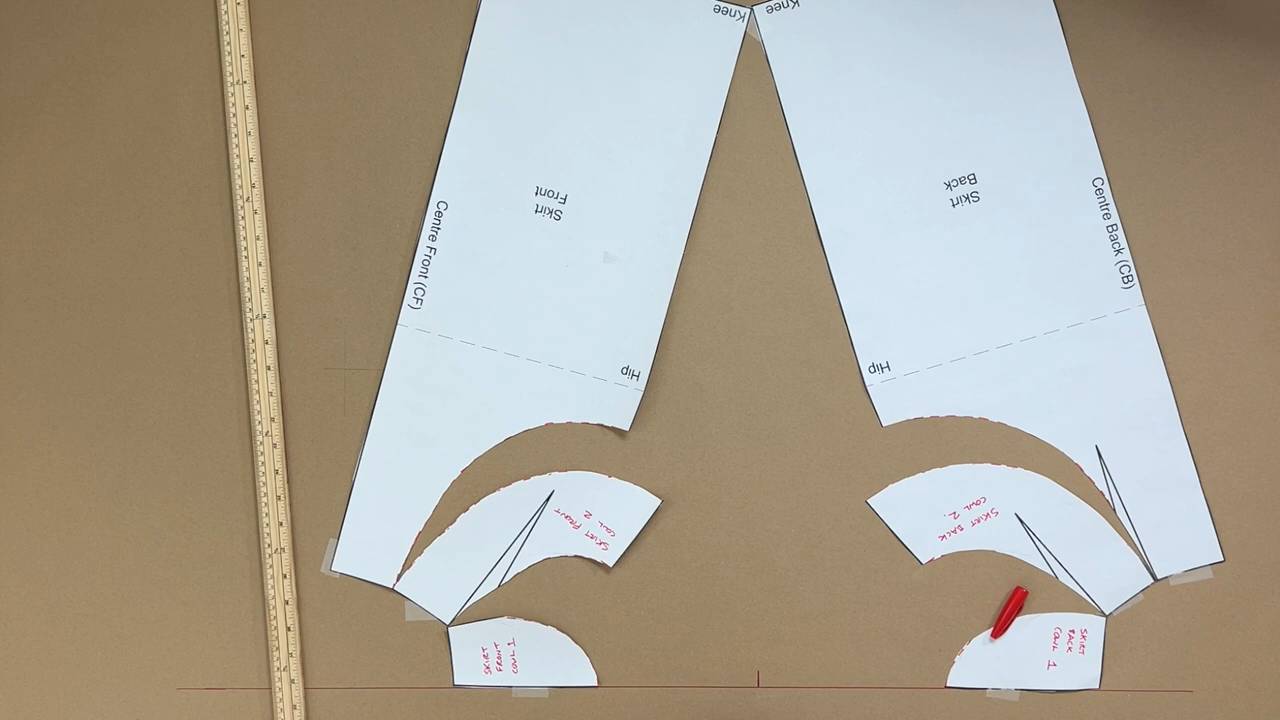 Knee
Knee
Skirt
Front
Skirt
Back
Centre Front (CF)
Centre Back (CB)
Hip
Hip
SKIRT FRONT
COWL 2
SKIRT BACK
COWL 2.
SKIRT
FRONT
COWL 1
SKIRT
BACK
COWL 1